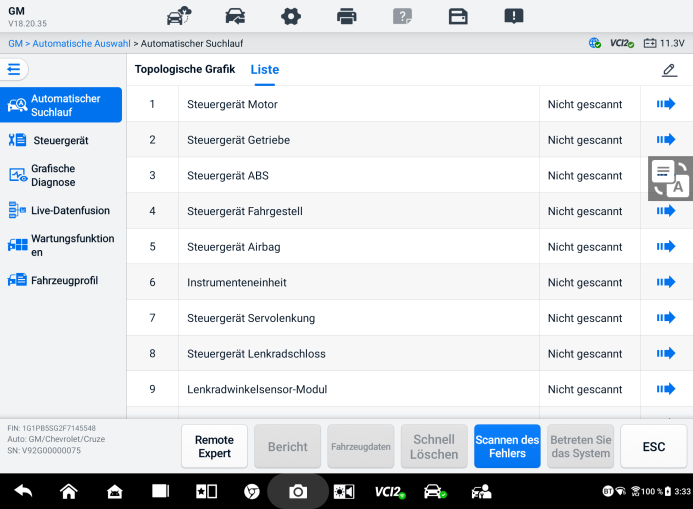 GM
V18.20.35
GM > Automatische Auswahl > Automatischer Suchlauf
VCI2
11.3V
Topologische Grafik
Liste
Automatischer
Suchlauf
Steuergerät
Grafische
Diagnose
Live-Datenfusion
Wartungsfunktion
en
Fahrzeugprofil
1 Steuergerät Motor Nicht gescannt
2 Steuergerät Getriebe Nicht gescannt
3 Steuergerät ABS Nicht gescannt
A
4 Steuergerät Fahrgestell Nicht gescannt
5 Steuergerät Airbag Nicht gescannt
6 Instrumenteneinheit Nicht gescannt
7 Steuergerät Servolenkung Nicht gescannt
8 Steuergerät Lenkradschloss Nicht gescannt
9 Lenkradwinkelsensor-Modul Nicht gescannt
FIN: 1G1PB5SG2F7145548
Auto: GM/Chevrolet/Cruze
SN: V92G00000075
Remote
Expert
Bericht
Fahrzeugdaten
Schnell
Löschen
Scannen des
Fehlers
Betreten Sie
das System
ESC
VCI2
BT
100 %
3:33